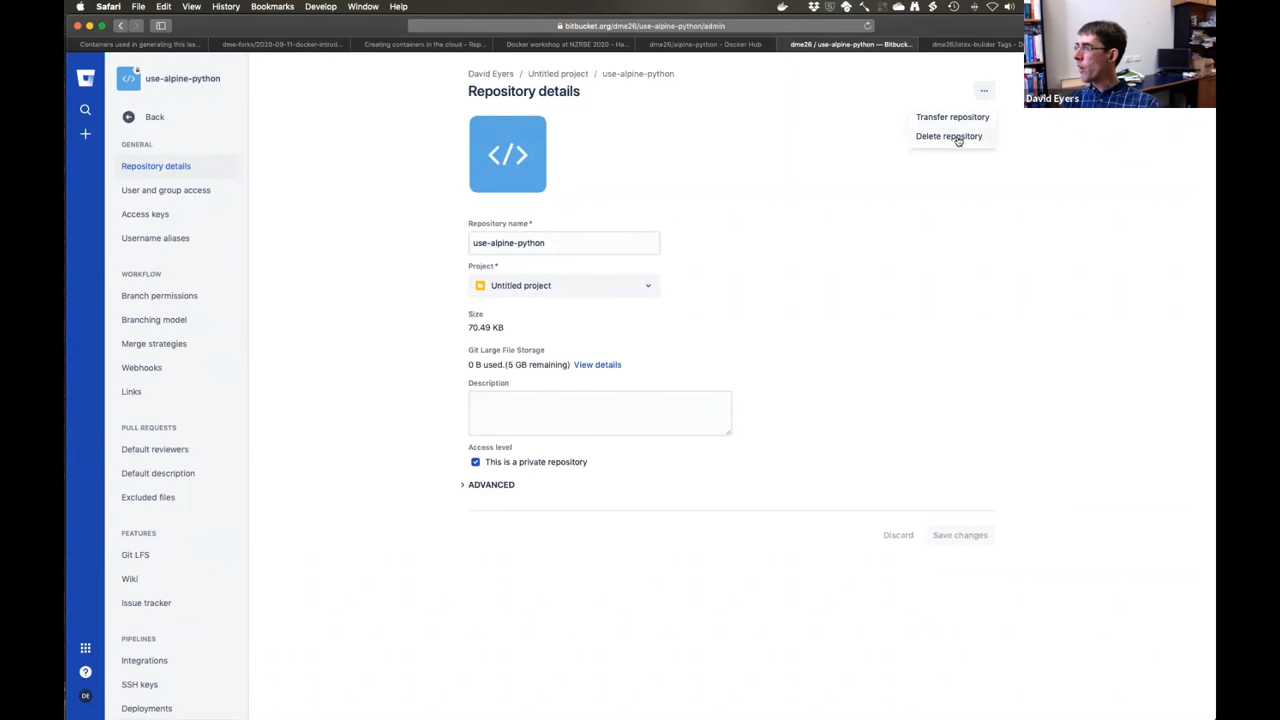 Safari File Edit View History Bookmarks Develop Window Help
bitbucket.org/dme26/use-alpine-python/admin
Containers used in generating this les... dme-forks/2020-09-11-docker-introd... Creating containers in the cloud – Rep... Docker workshop at NZRSE 2020 - Ha... dme26/alpine-python - Docker Hub dme26 / use-alpine-python — Bitbuck... dme26/latex-builder Tags - D
David Eyers
use-alpine-python
Back
GENERAL
Repository details
User and group access
Access keys
Username aliases
WORKFLOW
Branch permissions
Branching model
Merge strategies
Webhooks
Links
PULL REQUESTS
Default reviewers
Default description
Excluded files
FEATURES
Git LFS
Wiki
Issue tracker
PIPELINES
Integrations
SSH keys
Deployments
DE
David Eyers / Untitled project / use-alpine-python
Repository details
Transfer repository
Delete repository
Repository name*
use-alpine-python
Project*
Untitled project
Size
70.49 KB
Git Large File Storage
0 B used.(5 GB remaining) View details
Description
Access level
This is a private repository
ADVANCED
Discard Save changes